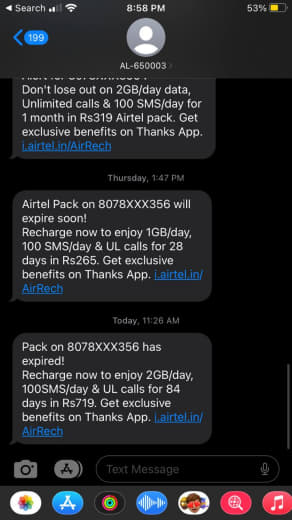 Search
8:58 PM
53%
199
AL-650003 >
Don't lose out on 2GB/day data,
Unlimited calls & 100 SMS/day for
1 month in Rs319 Airtel pack. Get
exclusive benefits on Thanks App.
i.airtel.in/AirRech
Thursday, 1:47 PM
Airtel Pack on 8078XXX356 will
expire soon!
Recharge now to enjoy 1GB/day,
100 SMS/day & UL calls for 28
days in Rs265. Get exclusive
benefits on Thanks App. i.airtel.in/
AirRech
Today, 11:26 AM
Pack on 8078XXX356 has
expired!
Recharge now to enjoy 2GB/day,
100SMS/day & UL calls for 84
days in Rs719. Get exclusive
benefits on Thanks App. i.airtel.in/
AirRech
Text Message